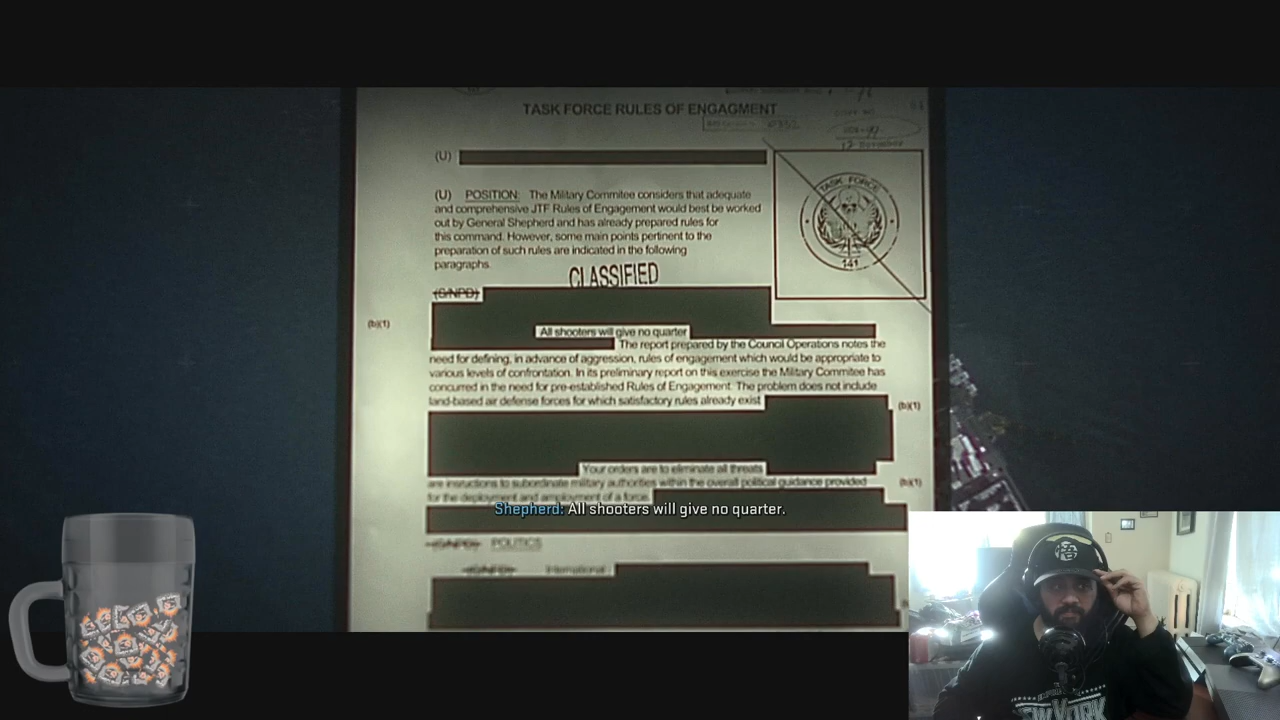 TASK FORCE RULES OF ENGAGMENT
(U)
(U) POSITION: The Military Commitee considers that adequate
and comprehensive JTF Rules of Engagement would best be worked
out by General Shepherd and has already prepared rules for
this command. However, some main points pertinent to the
preparation of such rules are indicated in the following
paragraphs.
TASK FORCE
141
CLASSIFIED
(S/NPD)
(b)(1)
All shooters will give no quarter
The report prepared by the Council Operations notes the
need for defining, in advance of aggression, rules of engagement which would be appropriate to
various levels of confrontation. In its preliminary report on this exercise the Military Commitee has
concurred in the need for pre-established Rules of Engagement. The problem does not include
land-based air defense forces for which satisfactory rules already exist
(b)(1)
Your orders are to eliminate all threats
are instructions to subordinate military authorities within the overall political guidance provided
(b)(1)
for the deployment and employment of a force.
Shepherd: All shooters will give no quarter.
(S/NPD) POLITICS
(S/NPD) International
NEW YORK